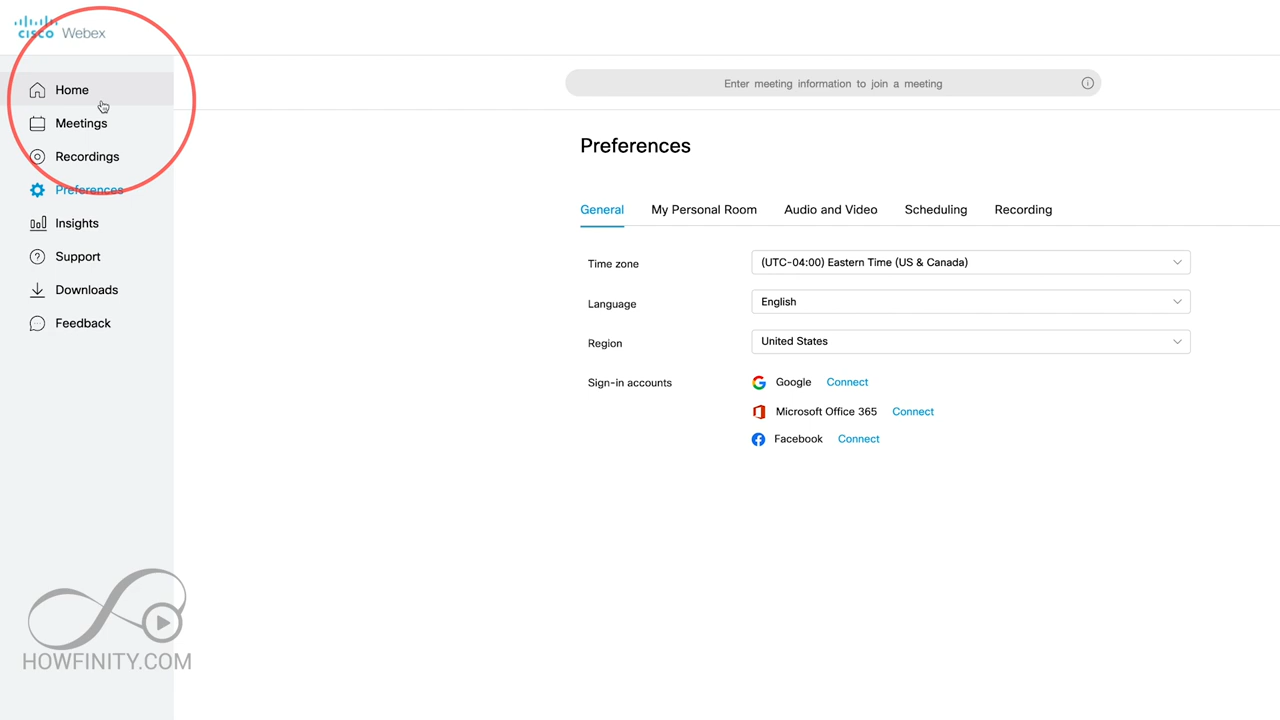 cisco Webex
Home
Meetings
Recordings
Preferences
Insights
Support
Downloads
Feedback
Enter meeting information to join a meeting
Preferences
General My Personal Room Audio and Video Scheduling Recording
Time zone (UTC-04:00) Eastern Time (US & Canada)
Language English
Region United States
Sign-in accounts Google Connect
Microsoft Office 365 Connect
Facebook Connect
HOWFINITY.COM